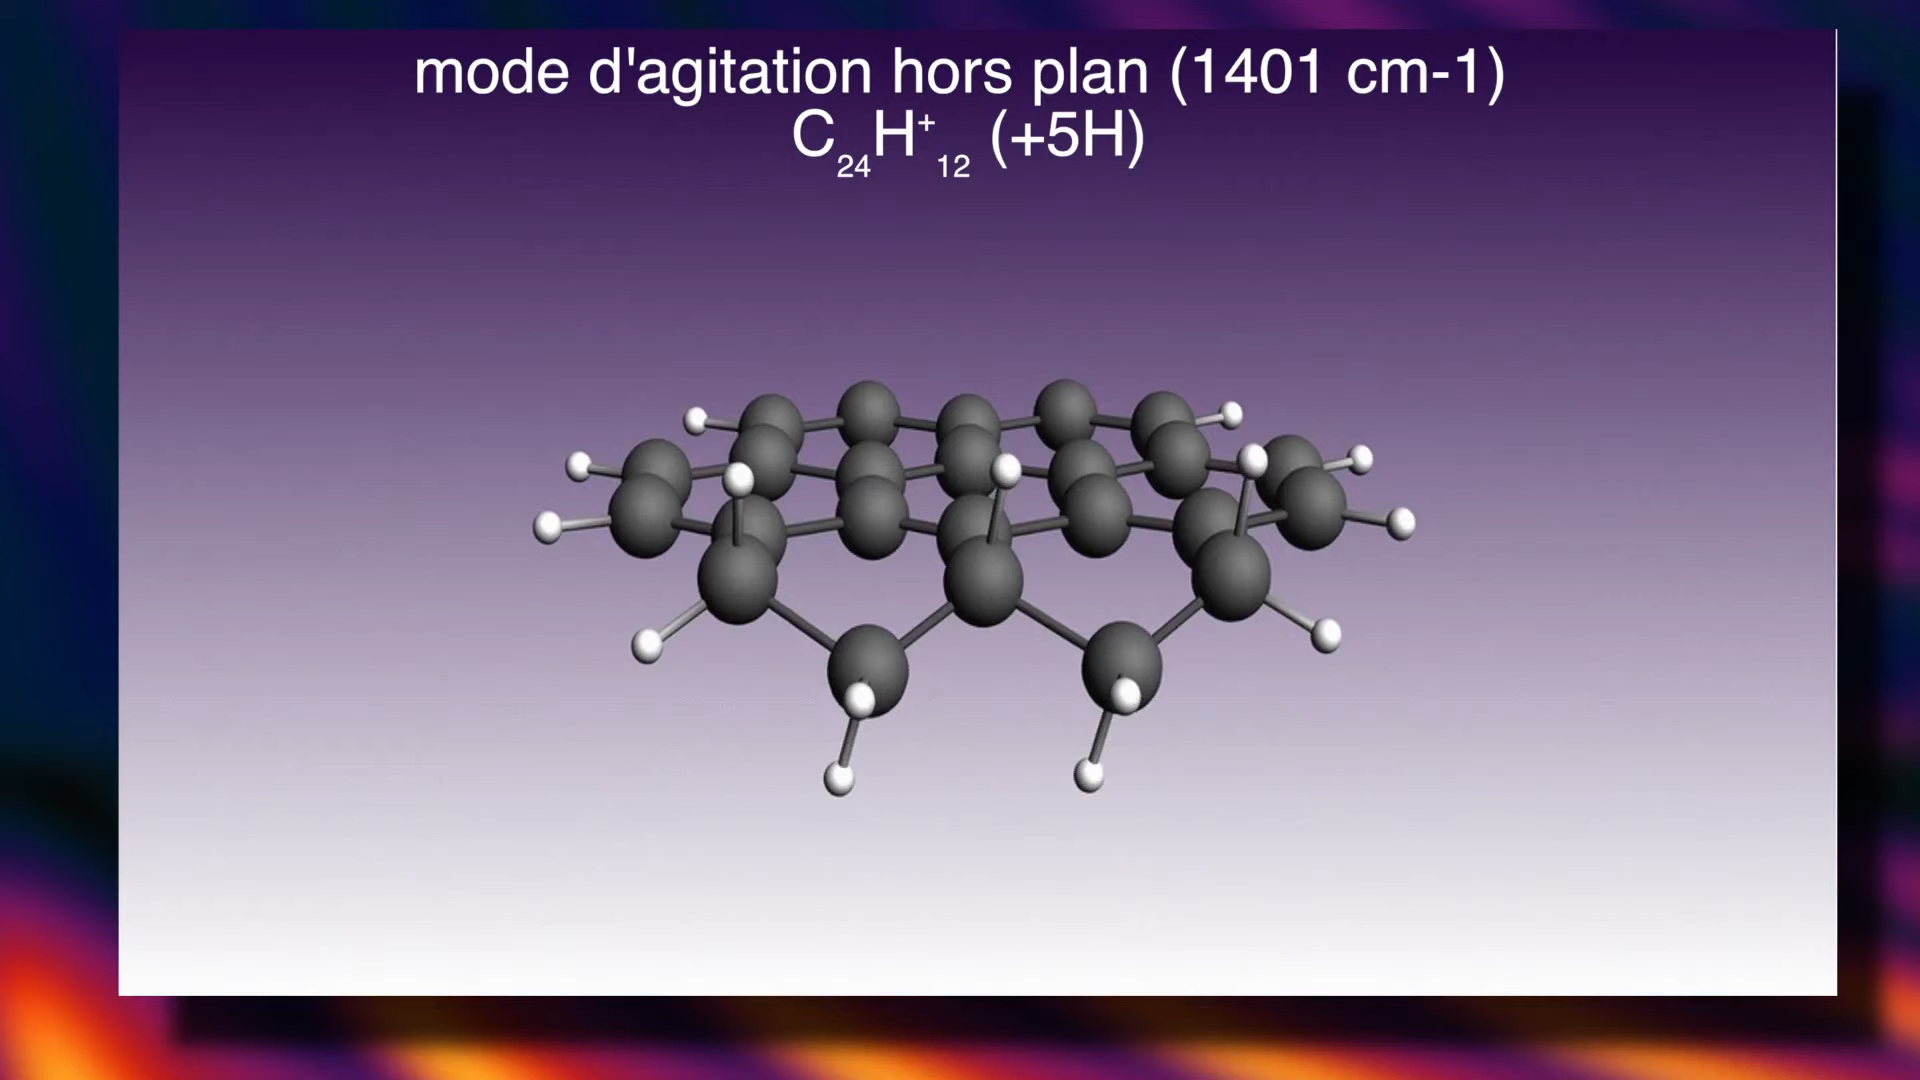 mode d'agitation hors plan (1401 cm-1)
C₂₄H⁺₁₂ (+5H)